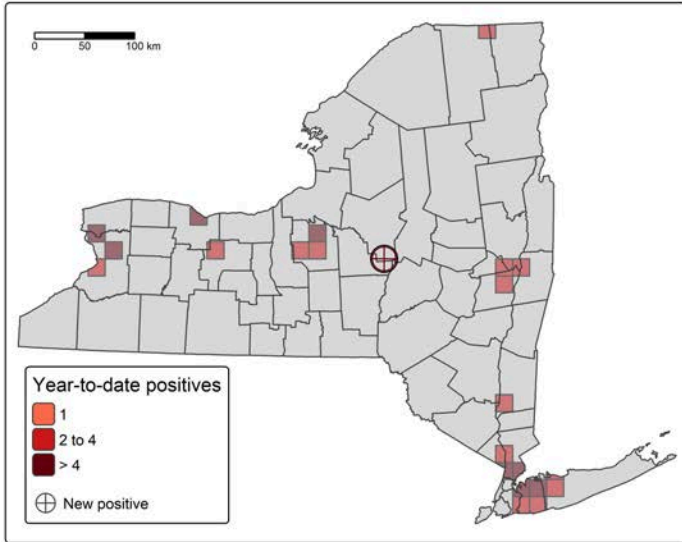 0 50 100 km
Year-to-date positives
1
2 to 4
> 4
New positive